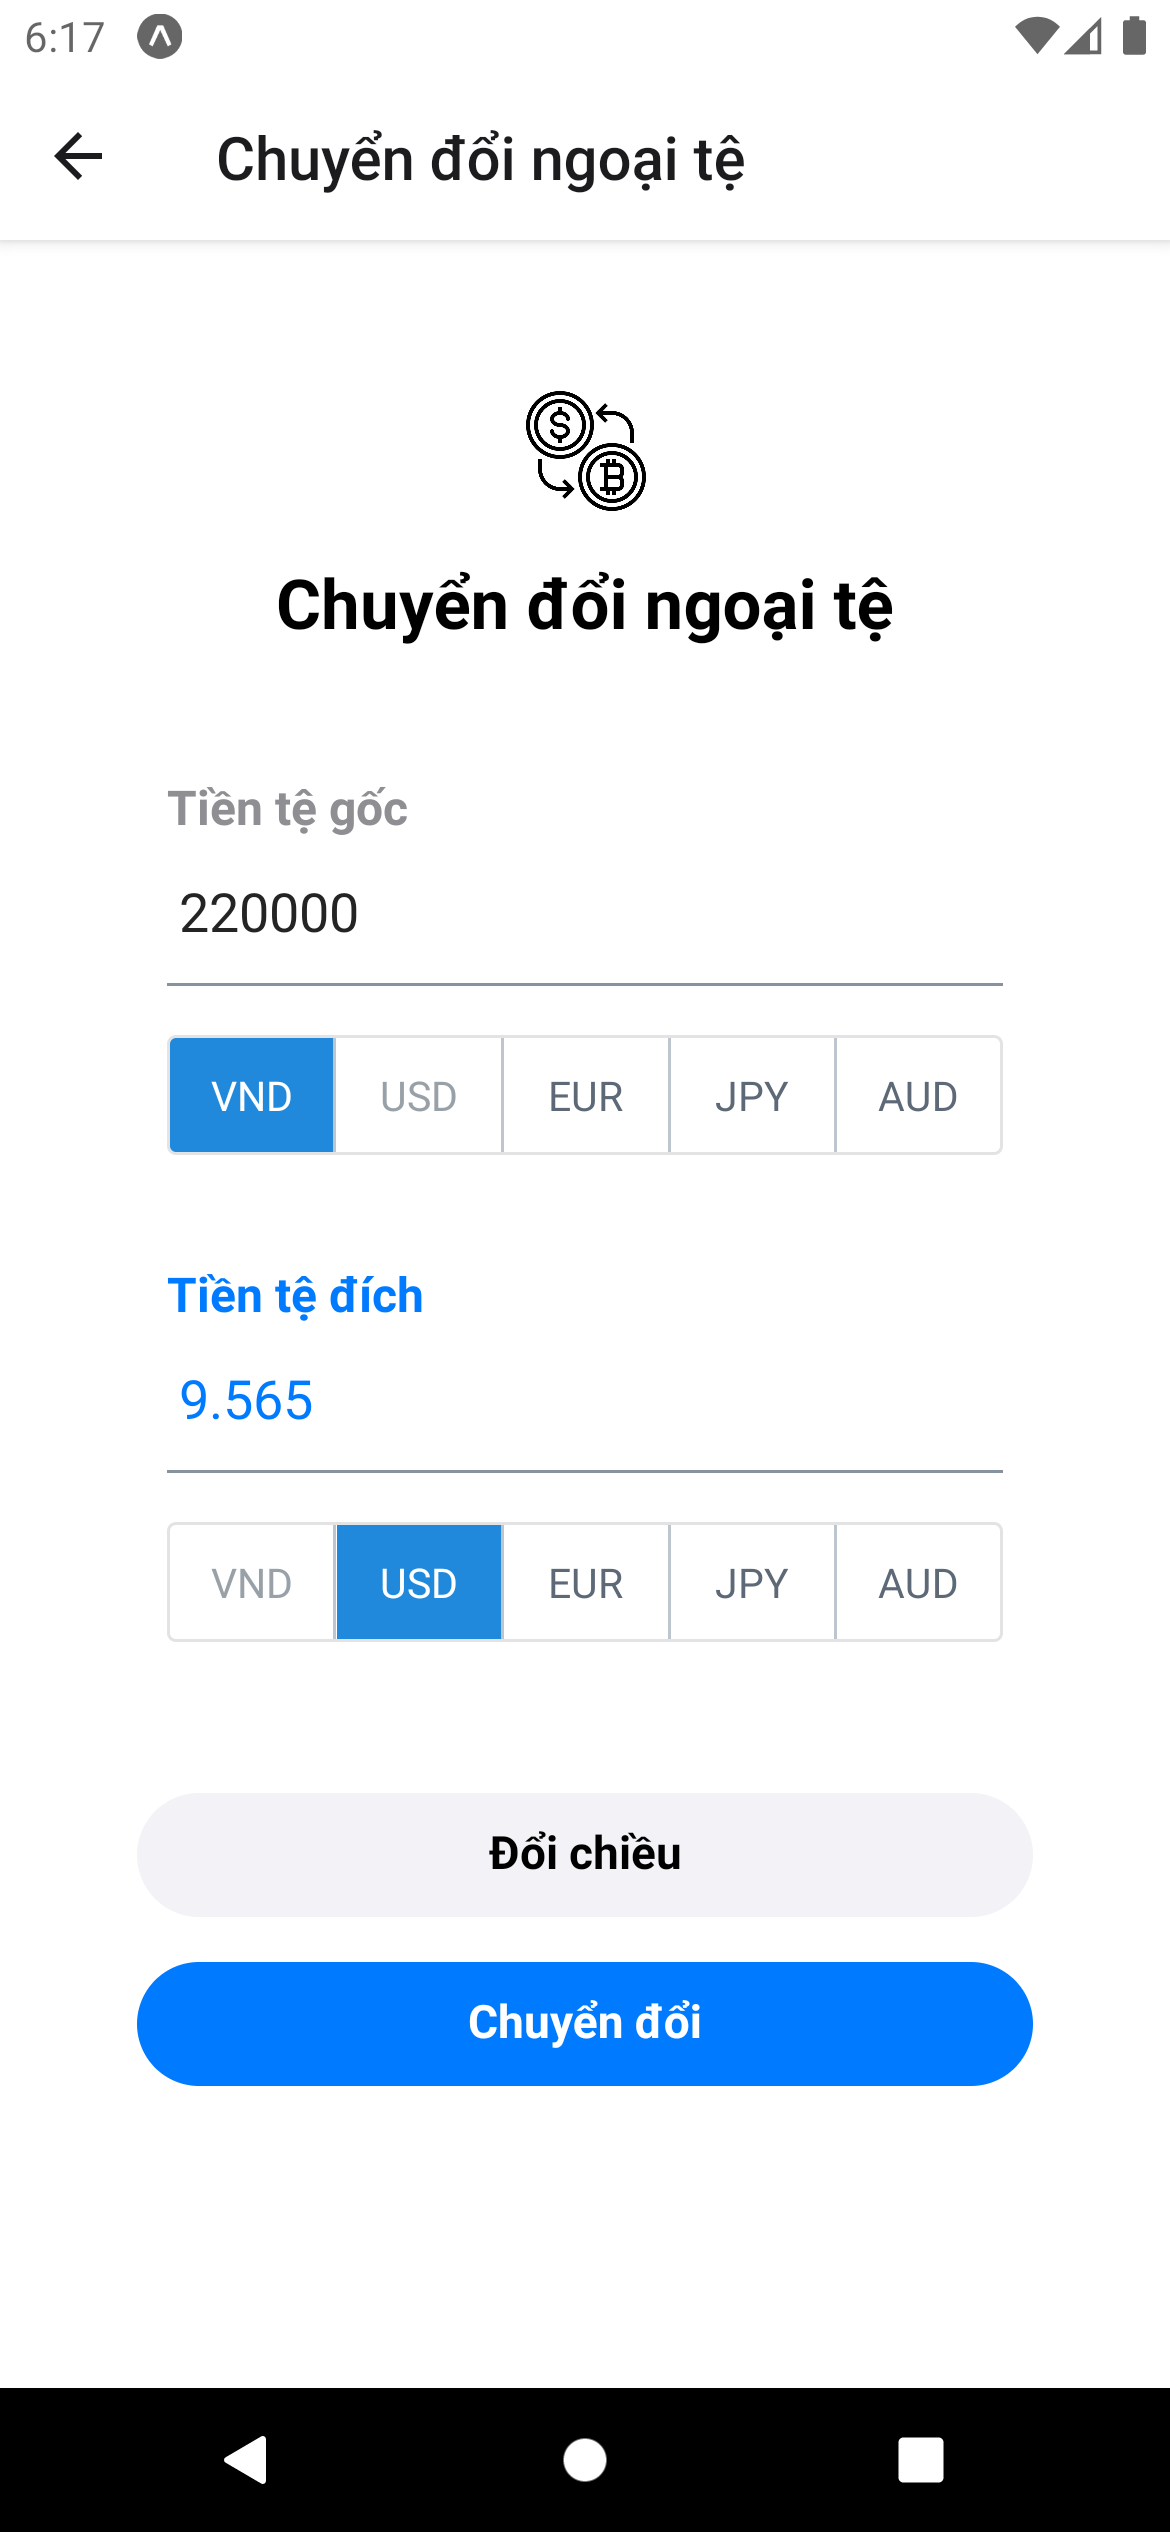 6:17
Chuyển đổi ngoại tệ
Chuyển đổi ngoại tệ
Tiền tệ gốc
220000
VND USD EUR JPY AUD
Tiền tệ đích
9.565
VND USD EUR JPY AUD
Đổi chiều
Chuyển đổi